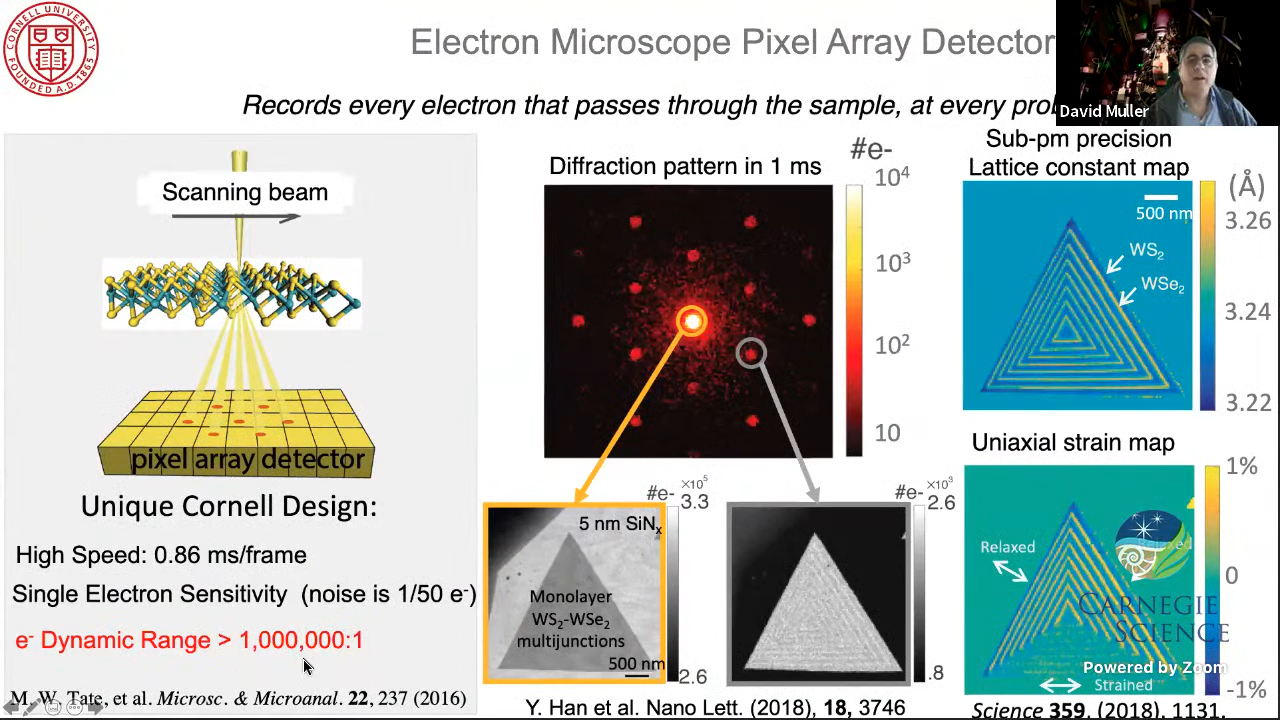 CORNELL UNIVERSITY
FOUNDED A.D. 1865
Electron Microscope Pixel Array Detector
David Muller
Records every electron that passes through the sample, at every
Scanning beam
pixel array detector
Unique Cornell Design:
High Speed: 0.86 ms/frame
Single Electron Sensitivity (noise is 1/50 e-)
e- Dynamic Range > 1,000,000:1
M. W. Tate, et al. Microsc. & Microanal. 22, 237 (2016)
Diffraction pattern in 1 ms
#e-
10⁴
10³
10²
10
5 nm SiNₓ
Monolayer
WS₂-WSe₂
multijunctions
500 nm
#e- ×10⁵
3.3
2.6
#e- ×10³
2.6
.8
Y. Han et al. Nano Lett. (2018), 18, 3746
Sub-pm precision
Lattice constant map
500 nm
WS₂
WSe₂
(Å)
3.26
3.24
3.22
Uniaxial strain map
Relaxed
Relaxed
Strained
1%
0
-1%
CARNEGIE
SCIENCE
Powered by Zoom
Science 359, (2018), 1131.